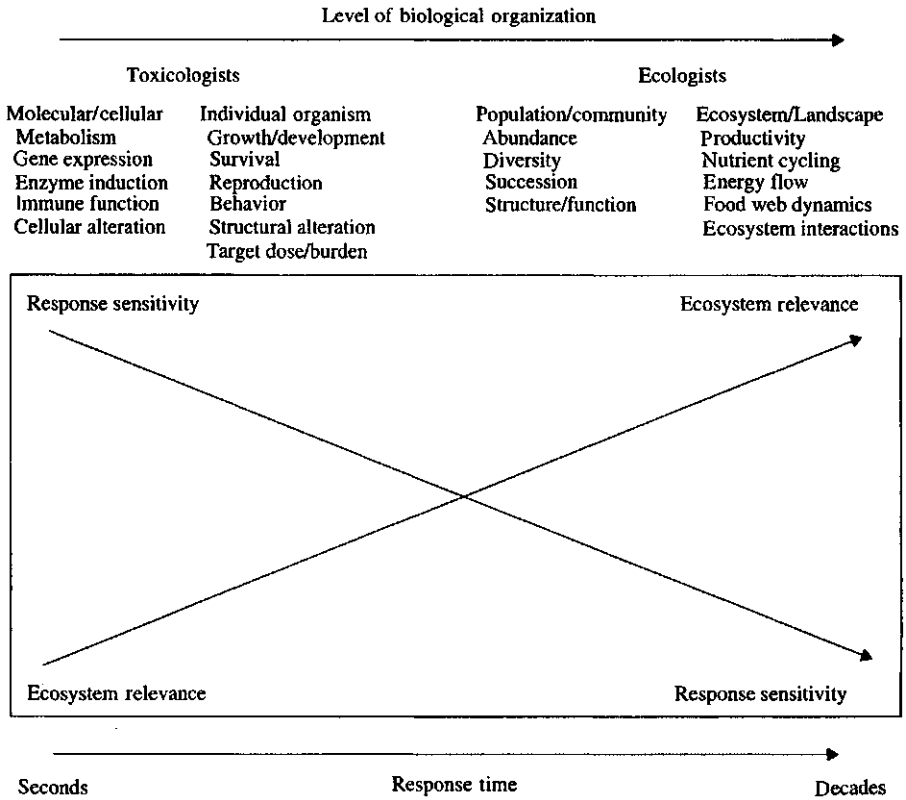 Level of biological organization
Toxicologists
Ecologists
Molecular/cellular
Metabolism
Gene expression
Enzyme induction
Immune function
Cellular alteration
Individual organism
Growth/development
Survival
Reproduction
Behavior
Structural alteration
Target dose/burden
Population/community
Abundance
Diversity
Succession
Structure/function
Ecosystem/Landscape
Productivity
Nutrient cycling
Energy flow
Food web dynamics
Ecosystem interactions
Response sensitivity
Ecosystem relevance
Ecosystem relevance
Response sensitivity
Seconds
Response time
Decades